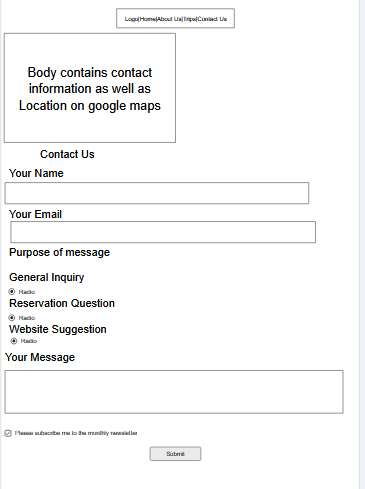 Logo|Home|About Us|Trips|Contact Us
Body contains contact
information as well as
Location on google maps
Contact Us
Your Name
Your Email
Purpose of message
General Inquiry
Radio
Reservation Question
Radio
Website Suggestion
Radio
Your Message
Please subscribe me to the monthly newsletter
Submit